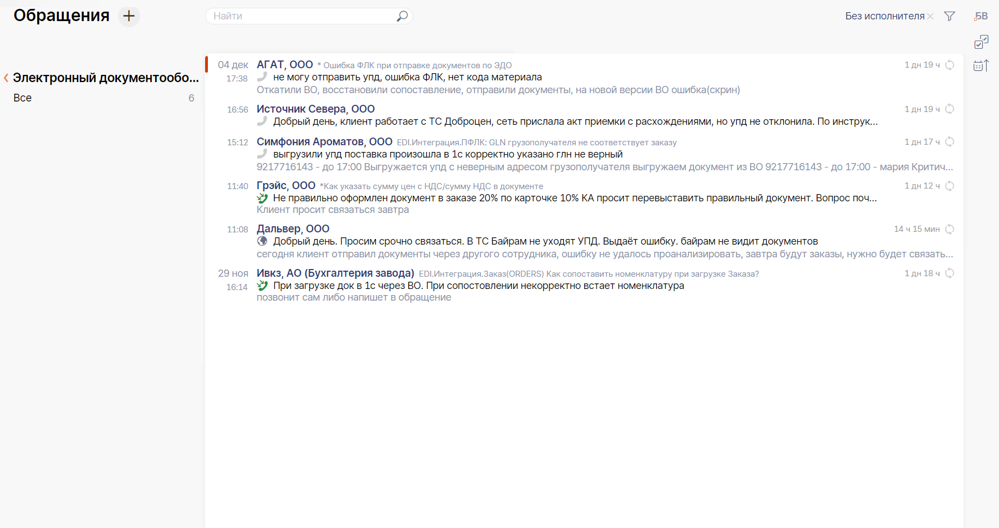 Обращения
Найти
Без исполнителя
БВ
0
Электронный документообо...
Все 6
04 дек АГАТ, ООО * Ошибка ФЛК при отправке документов по ЭДО 1 дн 19 ч
17:38 не могу отправить упд, ошибка ФЛК, нет кода материала
Откатили ВО, восстановили сопоставление, отправили документы, на новой версии ВО ошибка(скрин)
16:56 Источник Севера, ООО 1 дн 19 ч
Добрый день, клиент работает с ТС Доброцен, сеть прислала акт приемки с расхождениями, но упд не отклонила. По инструк...
15:12 Симфония Ароматов, ООО EDI.Интеграция.ПФЛК: GLN грузополучателя не соответствует заказу 1 дн 17 ч
выгрузили упд поставка произошла в 1с корректно указано глн не верный
9217716143 - до 17:00 Выгружается упд с неверным адресом грузополучателя выгружаем документ из ВО 9217716143 - до 17:00 - мария Критич...
11:40 Грэйс, ООО *Как указать сумму цен с НДС/сумму НДС в документе 1 дн 12 ч
Не правильно оформлен документ в заказе 20% по карточке 10% КА просит перевыставить правильный документ. Вопрос поч...
Клиент просит связаться завтра
11:08 Дальвер, ООО 14 ч 15 мин
Добрый день. Просим срочно связаться. В ТС Байрам не уходят УПД. Выдаёт ошибку. байрам не видит документов
сегодня клиент отправил документы через другого сотрудника, ошибку не удалось проанализировать, завтра будут заказы, нужно будет связать...
29 ноя Ивкз, АО (Бухгалтерия завода) EDI.Интеграция.Заказ(ORDERS) Как сопоставить номенклатуру при загрузке Заказа? 1 дн 18 ч
16:14 При загрузке док в 1с через ВО. При сопостовлении некорректно встает номенклатура
позвонит сам либо напишет в обращение